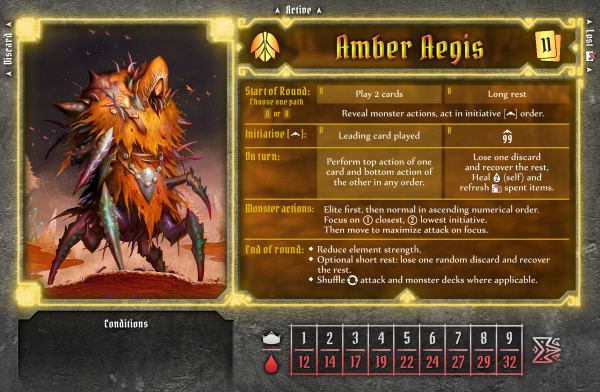 Active
Discard
Lost
Amber Aegis
11
Start of Round:
Choose one path
A or B
A Play 2 cards
B Long rest
Reveal monster actions, act in initiative [ ] order.
Initiative [ ]:
A Leading card played
B 99
On turn:
Perform top action of one
card and bottom action of
the other in any order.
Lose one discard
and recover the rest,
Heal 2 (self) and
refresh spent items.
Monster actions:
Elite first, then normal in ascending numerical order.
Focus on ① closest, ② lowest initiative.
Then move to maximize attack on focus.
End of round:
◆ Reduce element strength.
◆ Optional short rest: lose one random discard and recover
the rest.
◆ Shuffle attack and monster decks where applicable.
Conditions
1 2 3 4 5 6 7 8 9
12 14 17 19 22 24 27 29 32